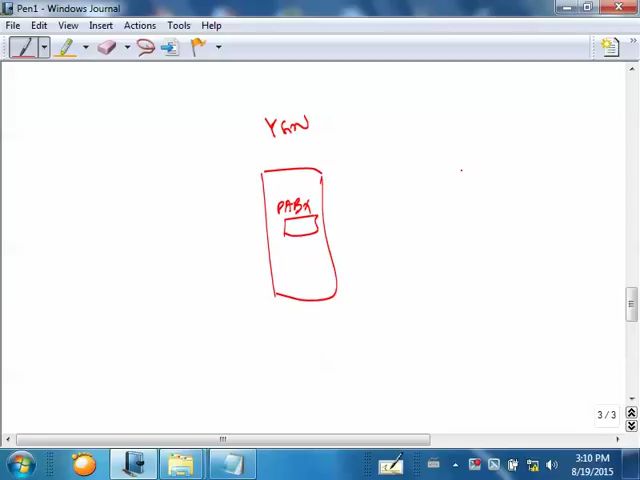 Pen1 - Windows Journal
File Edit View Insert Actions Tools Help
YGN
PABX
3 / 3
3:10 PM
8/19/2015